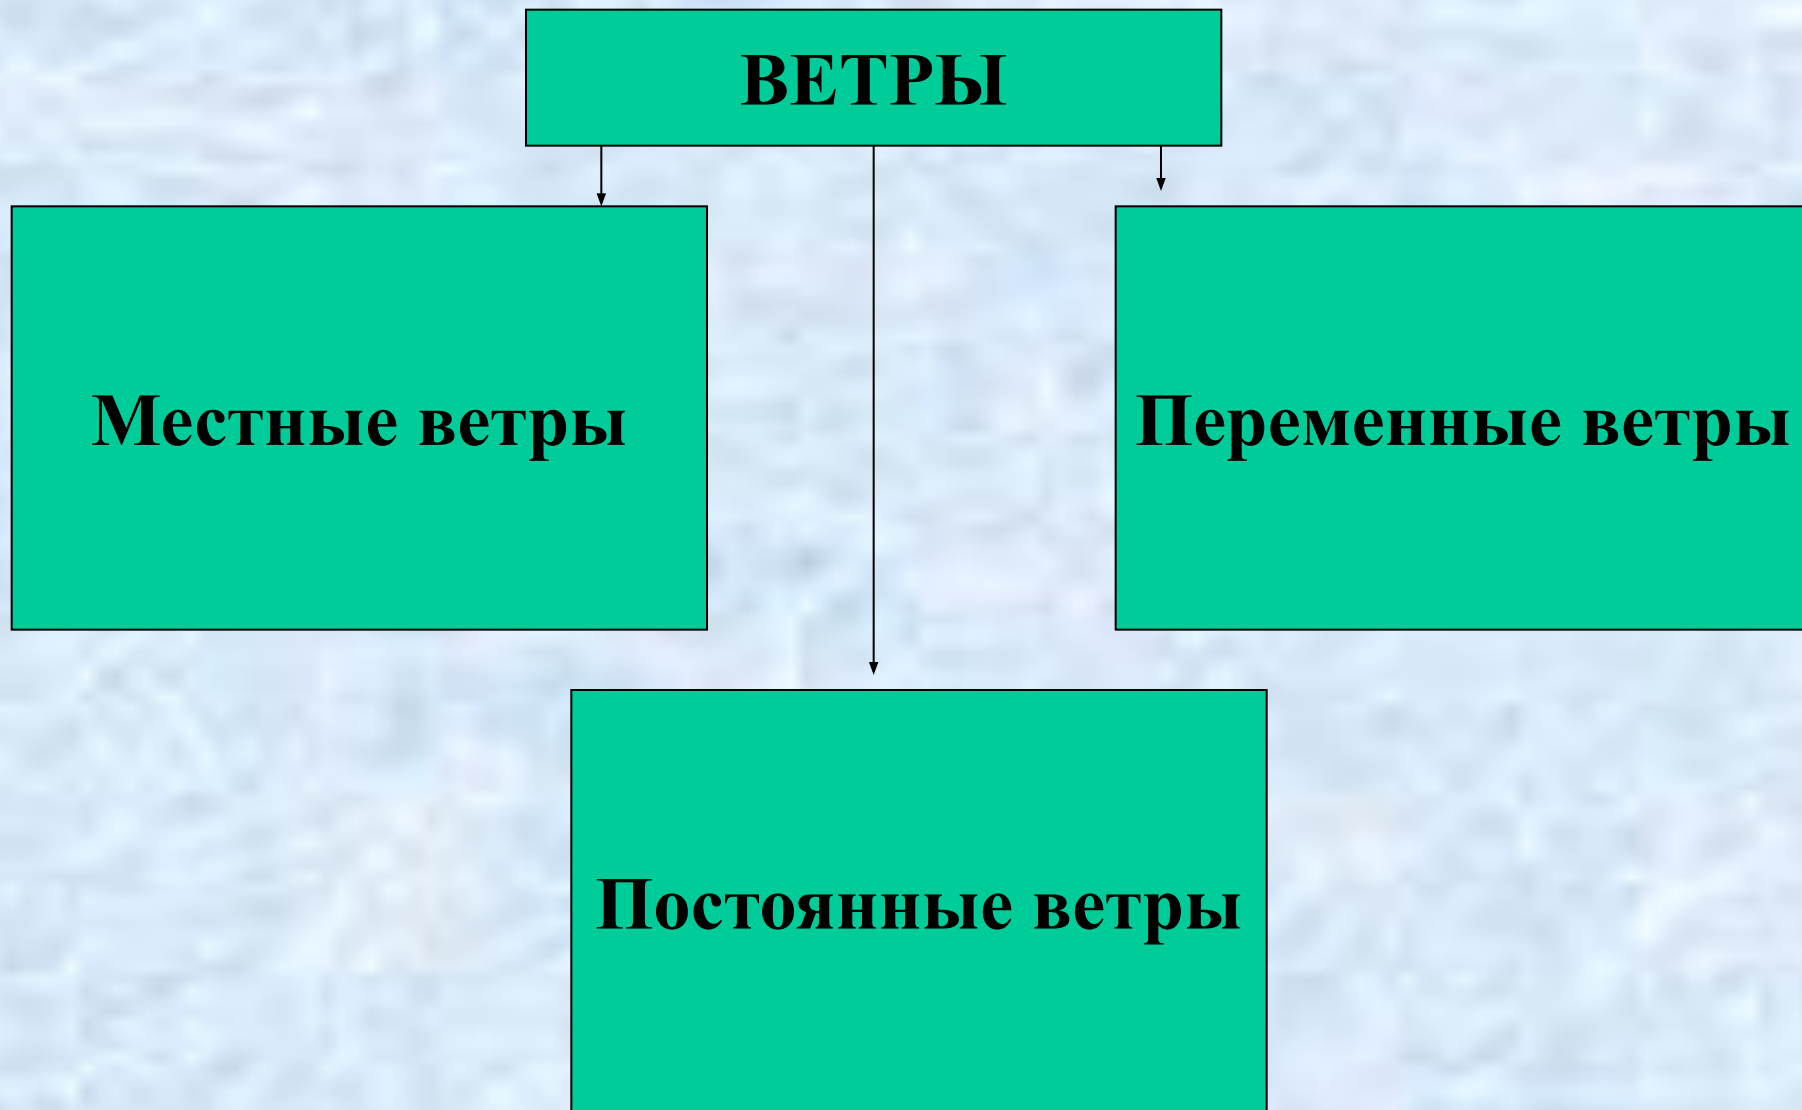 ВЕТРЫ
Местные ветры
Переменные ветры
Постоянные ветры